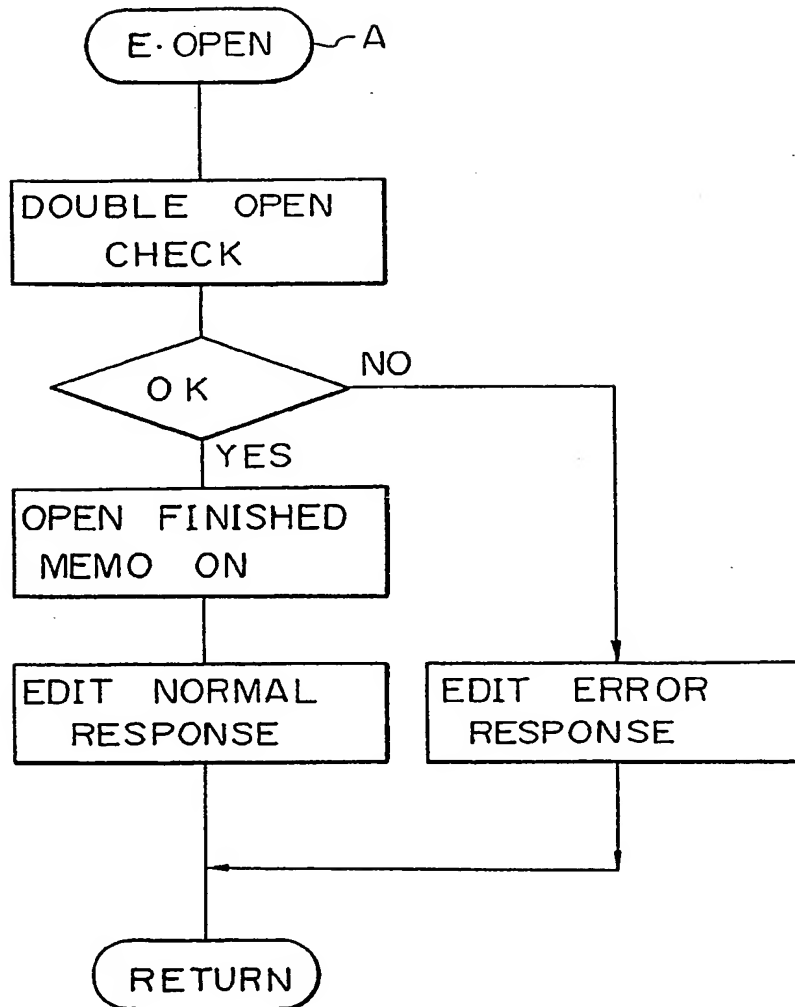 E·OPEN
A
DOUBLE OPEN
CHECK
OK
NO
YES
OPEN FINISHED
MEMO ON
EDIT NORMAL
RESPONSE
EDIT ERROR
RESPONSE
RETURN